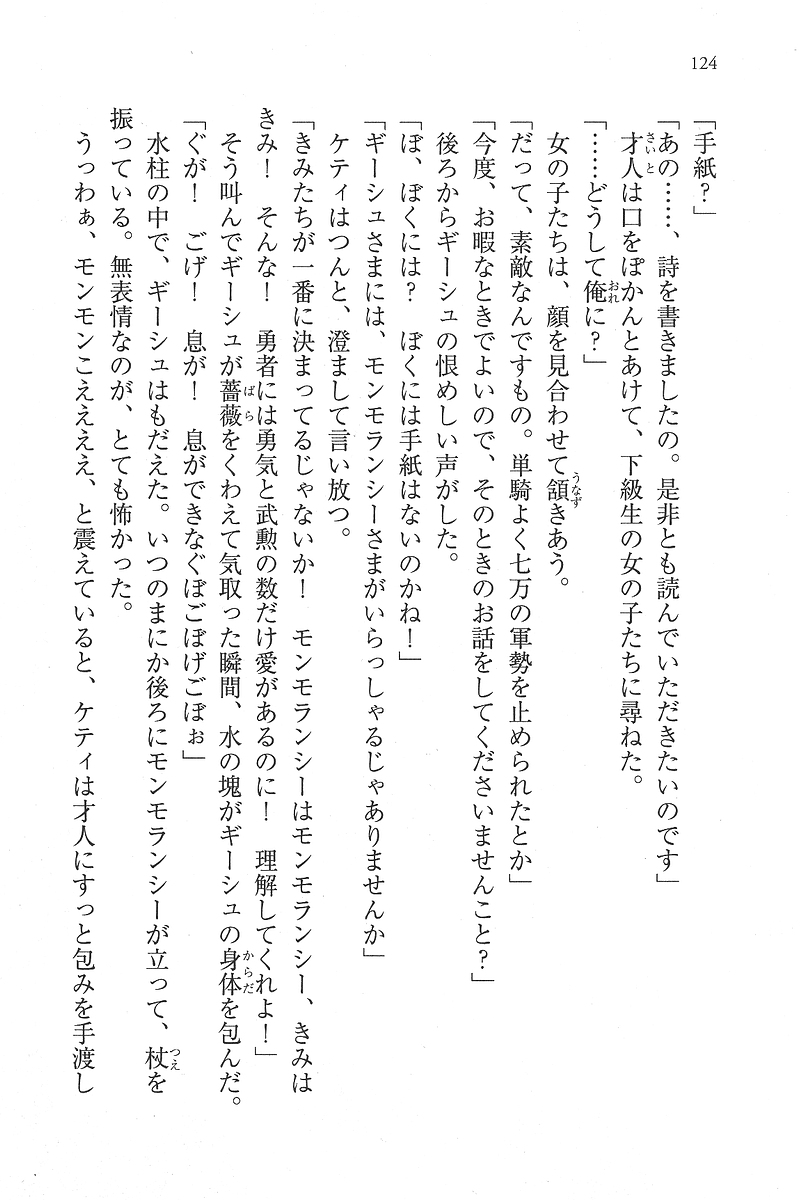 124
「手紙？」
「あの……、詩を書きましたの。是非とも読んでいただきたいのです」
才人は口をぽかんとあけて、下級生の女の子たちに尋ねた。
「……どうして俺に？」
女の子たちは、顔を見合わせて頷きあう。
「だって、素敵なんですもの。単騎よく七万の軍勢を止められたとか」
「今度、お暇なときでよいので、そのときのお話をしてくださいませんこと？」
後ろからギーシュの恨めしい声がした。
「ぼ、ぼくには？　ぼくには手紙はないのかね！」
「ギーシュさまには、モンモランシーさまがいらっしゃるじゃありませんか」
ケティはつんと、澄まして言い放つ。
「きみたちが一番に決まってるじゃないか！　モンモランシーはモンモランシー、きみは
きみ！　そんな！　勇者には勇気と武勲の数だけ愛があるのに！　理解してくれよ！」
そう叫んでギーシュが薔薇をくわえて気取った瞬間、水の塊がギーシュの身体を包んだ。
「ぐが！　ごげ！　息が！　息ができなぐぼごぼげごぼぉ」
水柱の中で、ギーシュはもだえた。いつのまにか後ろにモンモランシーが立って、杖を
振っている。無表情なのが、とても怖かった。
うっわぁ、モンモンこえええ、と震えていると、ケティは才人にすっと包みを手渡し